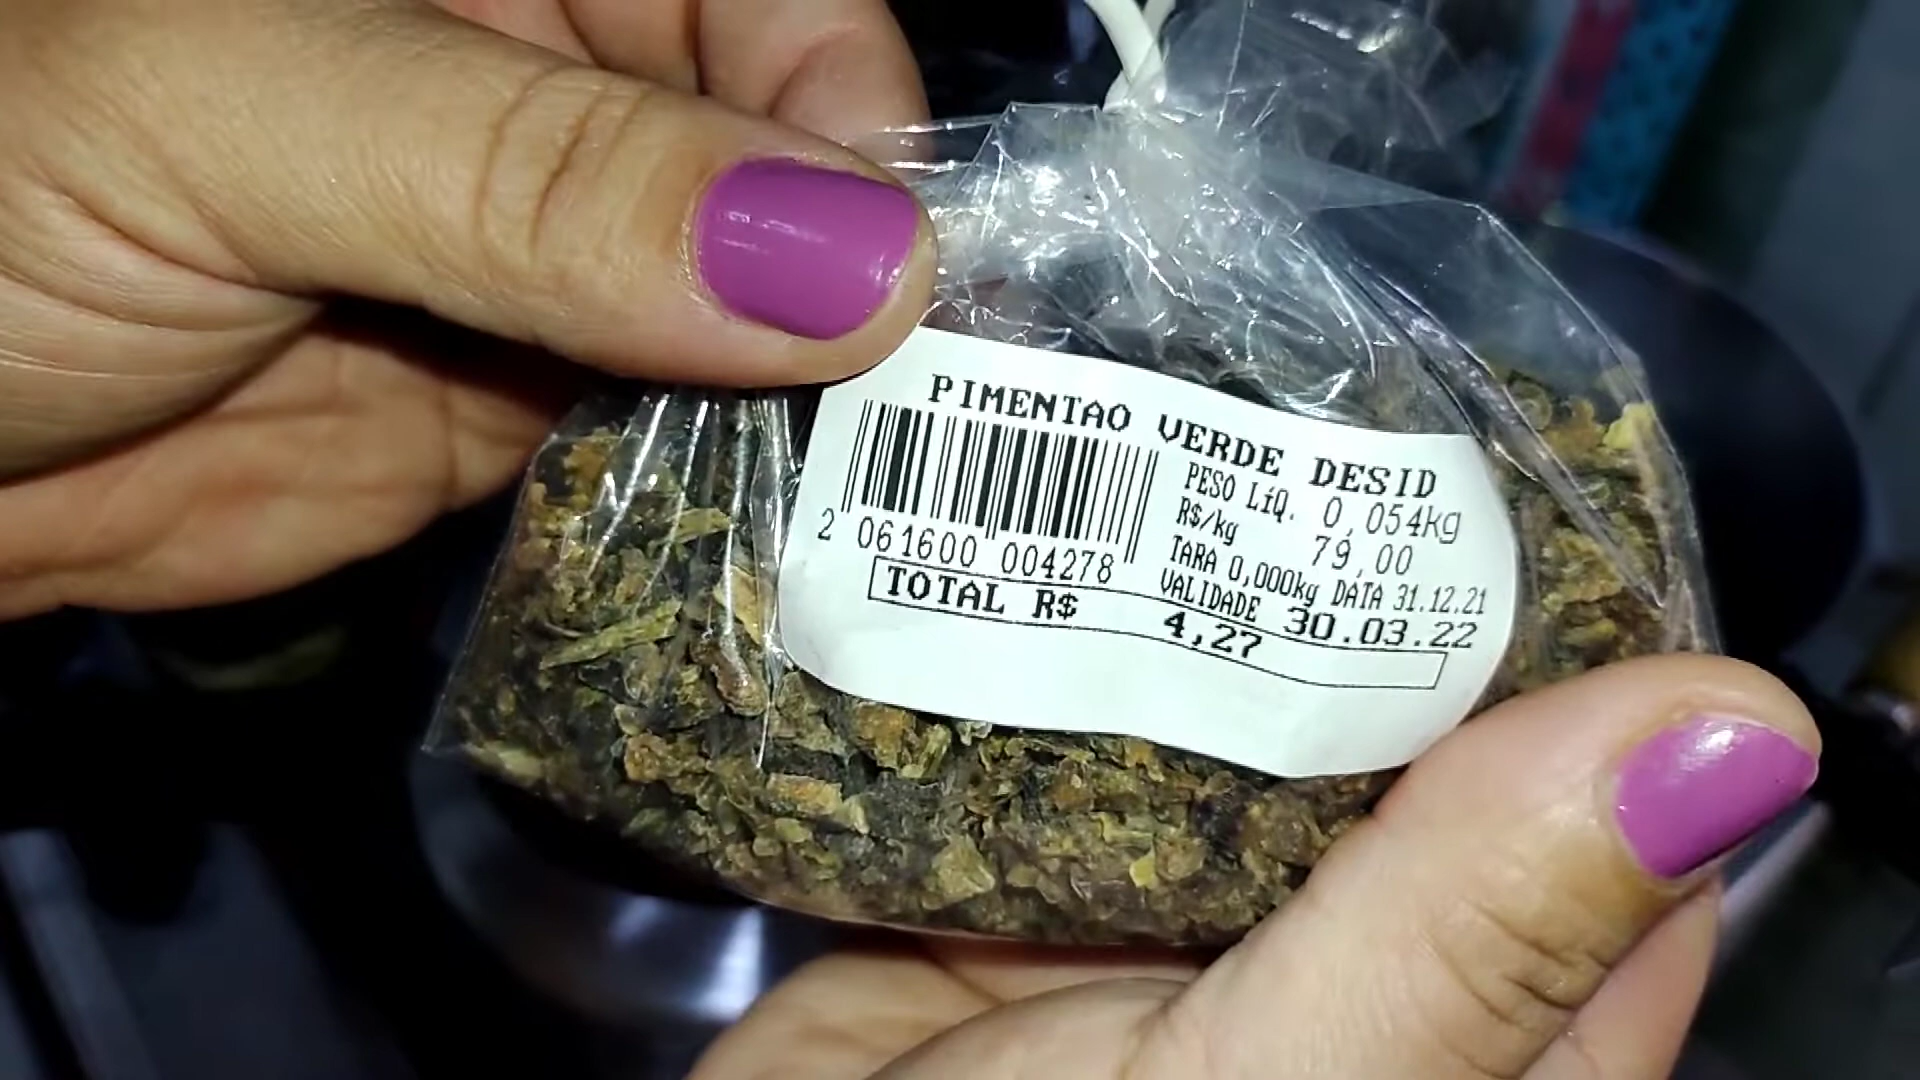 PIMENTAO VERDE DESID
PESO LíQ. 0,054kg
R$/kg 79,00
TARA 0,000kg DATA 31.12.21
VALIDADE 30.03.22
2 061600 004278
TOTAL R$ 4,27